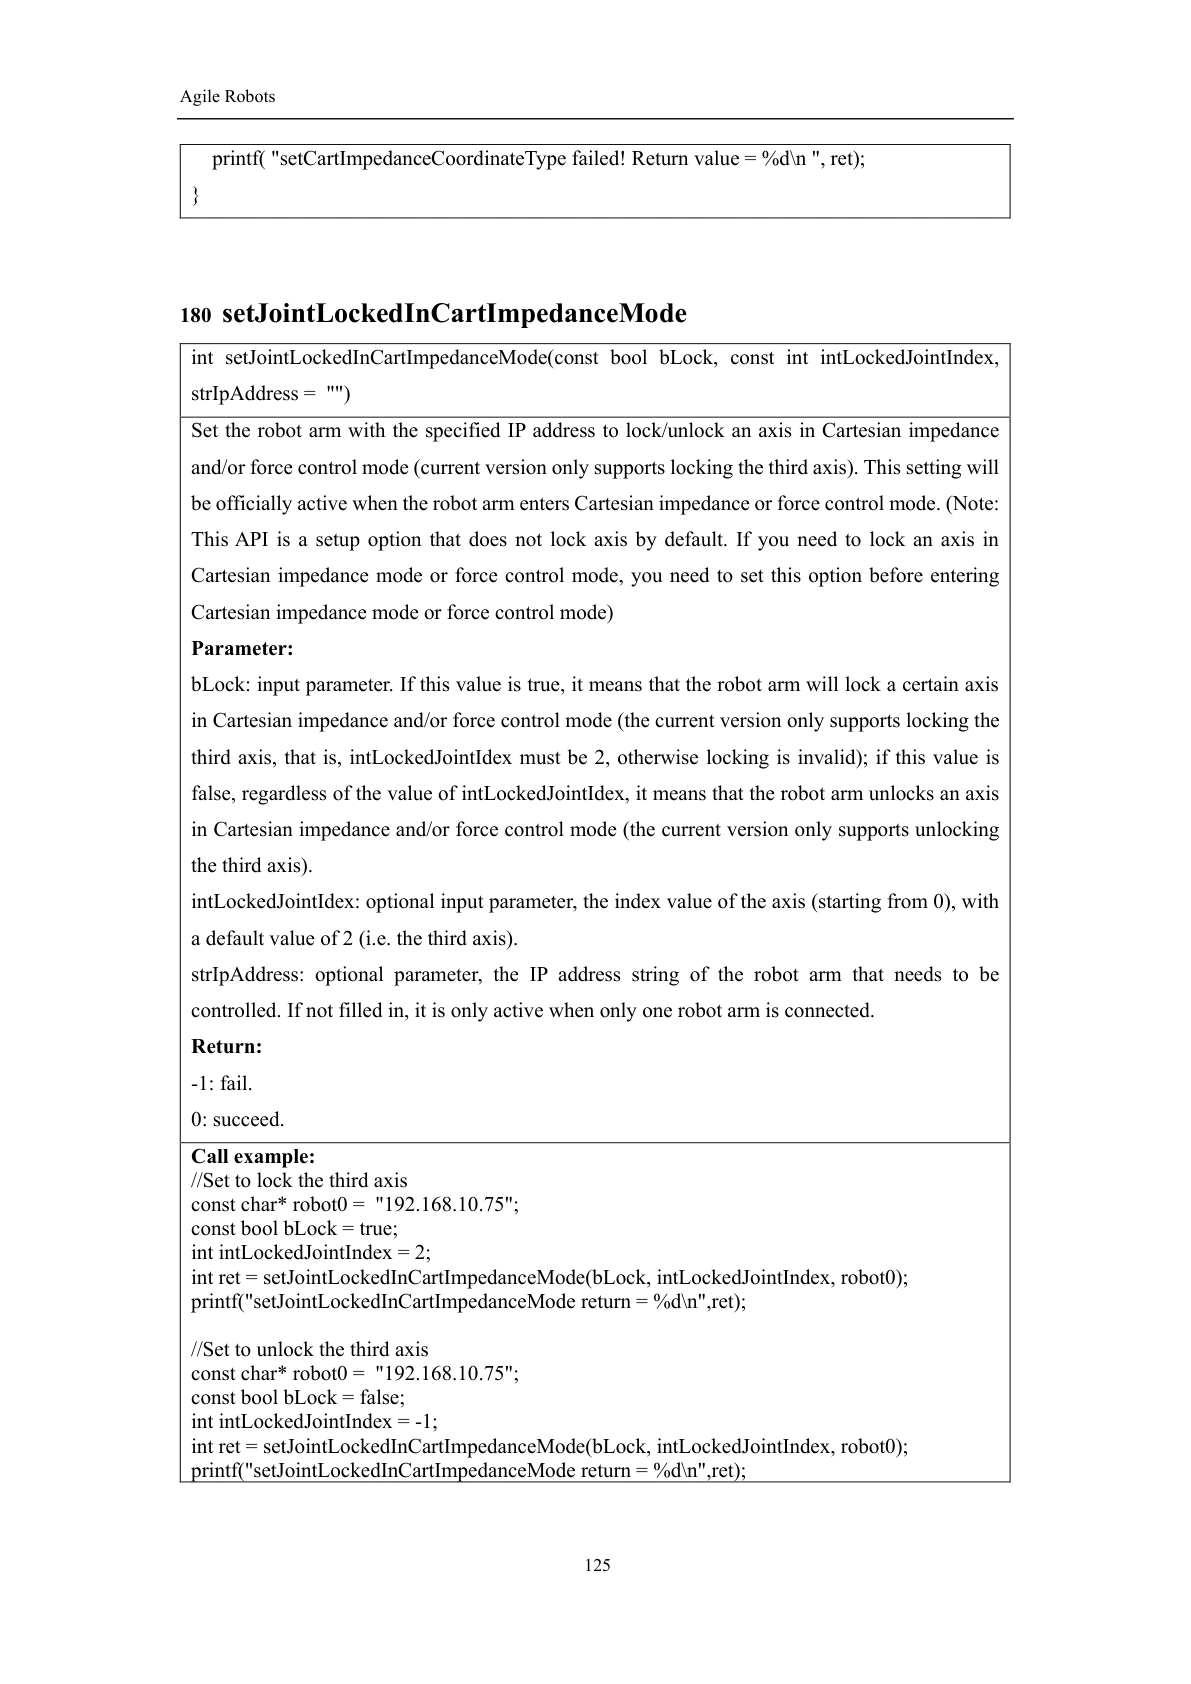 Agile Robots
printf( "setCartImpedanceCoordinateType failed! Return value = %d\n ", ret);
}
180 setJointLockedInCartImpedanceMode
int setJointLockedInCartImpedanceMode(const bool bLock, const int intLockedJointIndex,
strIpAddress = "")
Set the robot arm with the specified IP address to lock/unlock an axis in Cartesian impedance
and/or force control mode (current version only supports locking the third axis). This setting will
be officially active when the robot arm enters Cartesian impedance or force control mode. (Note:
This API is a setup option that does not lock axis by default. If you need to lock an axis in
Cartesian impedance mode or force control mode, you need to set this option before entering
Cartesian impedance mode or force control mode)
Parameter:
bLock: input parameter. If this value is true, it means that the robot arm will lock a certain axis
in Cartesian impedance and/or force control mode (the current version only supports locking the
third axis, that is, intLockedJointIdex must be 2, otherwise locking is invalid); if this value is
false, regardless of the value of intLockedJointIdex, it means that the robot arm unlocks an axis
in Cartesian impedance and/or force control mode (the current version only supports unlocking
the third axis).
intLockedJointIdex: optional input parameter, the index value of the axis (starting from 0), with
a default value of 2 (i.e. the third axis).
strIpAddress: optional parameter, the IP address string of the robot arm that needs to be
controlled. If not filled in, it is only active when only one robot arm is connected.
Return:
-1: fail.
0: succeed.
Call example:
//Set to lock the third axis
const char* robot0 = "192.168.10.75";
const bool bLock = true;
int intLockedJointIndex = 2;
int ret = setJointLockedInCartImpedanceMode(bLock, intLockedJointIndex, robot0);
printf("setJointLockedInCartImpedanceMode return = %d\n",ret);
//Set to unlock the third axis
const char* robot0 = "192.168.10.75";
const bool bLock = false;
int intLockedJointIndex = -1;
int ret = setJointLockedInCartImpedanceMode(bLock, intLockedJointIndex, robot0);
printf("setJointLockedInCartImpedanceMode return = %d\n",ret);
125